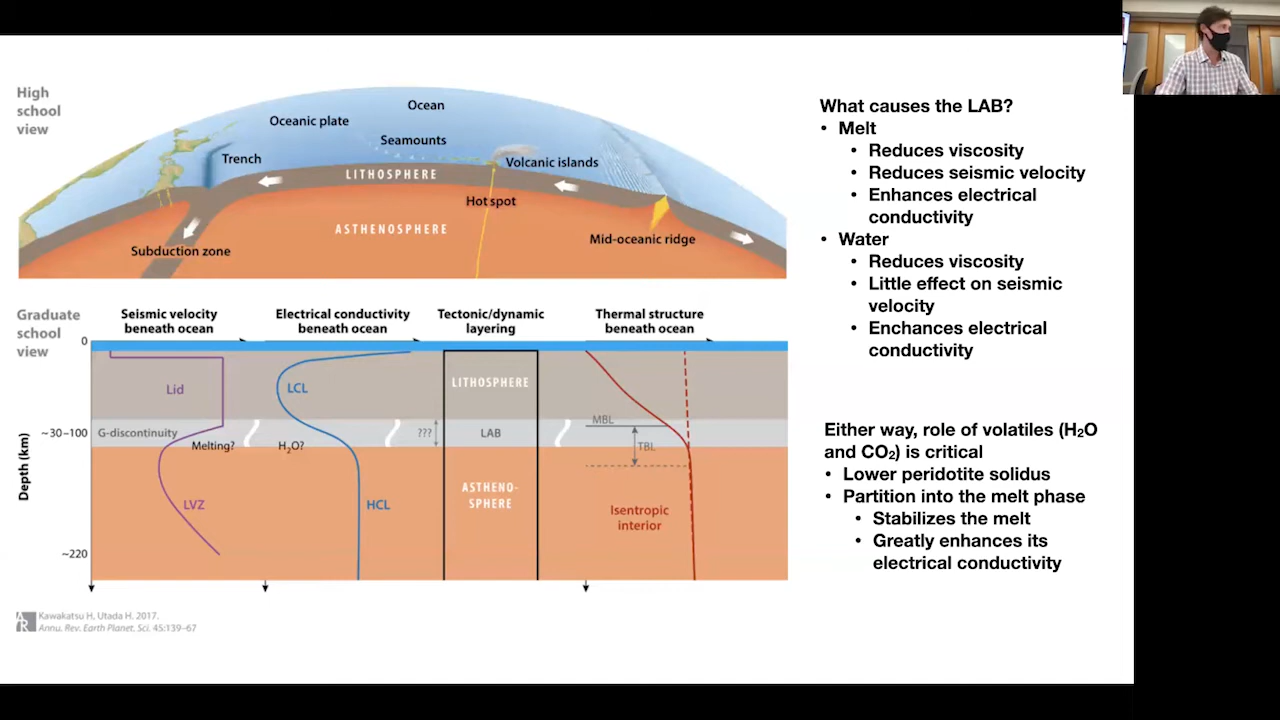 High
school
view
Ocean
Oceanic plate
Seamounts
Trench
Volcanic islands
LITHOSPHERE
Hot spot
ASTHENOSPHERE
Mid-oceanic ridge
Subduction zone
Graduate
school
view
Seismic velocity
beneath ocean
Electrical conductivity
beneath ocean
Tectonic/dynamic
layering
Thermal structure
beneath ocean
0
Lid
LCL
LITHOSPHERE
MBL
~30–100
G-discontinuity
Melting?
H2O?
???
LAB
TBL
Depth (km)
LVZ
HCL
ASTHENO-
SPHERE
Isentropic
interior
~220
AR
Kawakatsu H, Utada H. 2017.
Annu. Rev. Earth Planet. Sci. 45:139–67
What causes the LAB?
• Melt
• Reduces viscosity
• Reduces seismic velocity
• Enhances electrical
conductivity
• Water
• Reduces viscosity
• Little effect on seismic
velocity
• Enchances electrical
conductivity
Either way, role of volatiles (H2O
and CO2) is critical
• Lower peridotite solidus
• Partition into the melt phase
• Stabilizes the melt
• Greatly enhances its
electrical conductivity